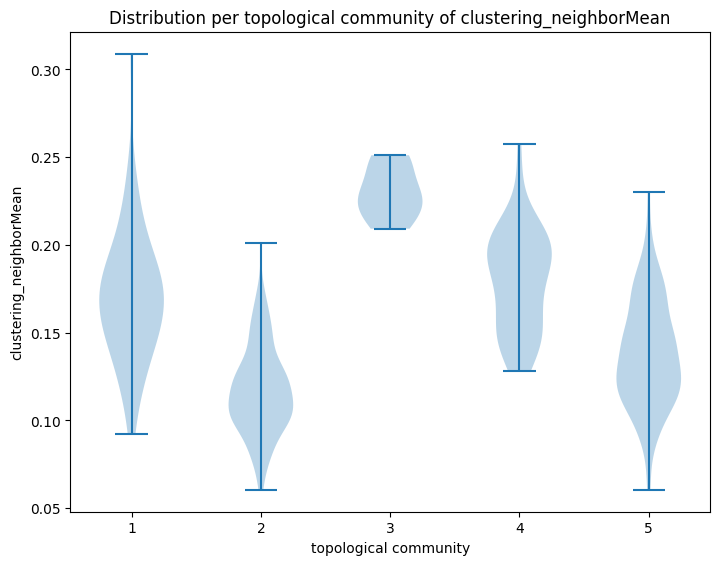 Distribution per topological community of clustering_neighborMean
clustering_neighborMean
0.30
0.25
0.20
0.15
0.10
0.05
1 2 3 4 5
topological community